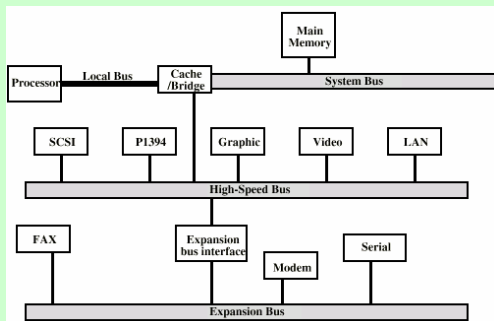 Main
Memory
Processor
Local Bus
Cache
/Bridge
System Bus
SCSI
P1394
Graphic
Video
LAN
High-Speed Bus
FAX
Expansion
bus interface
Modem
Serial
Expansion Bus